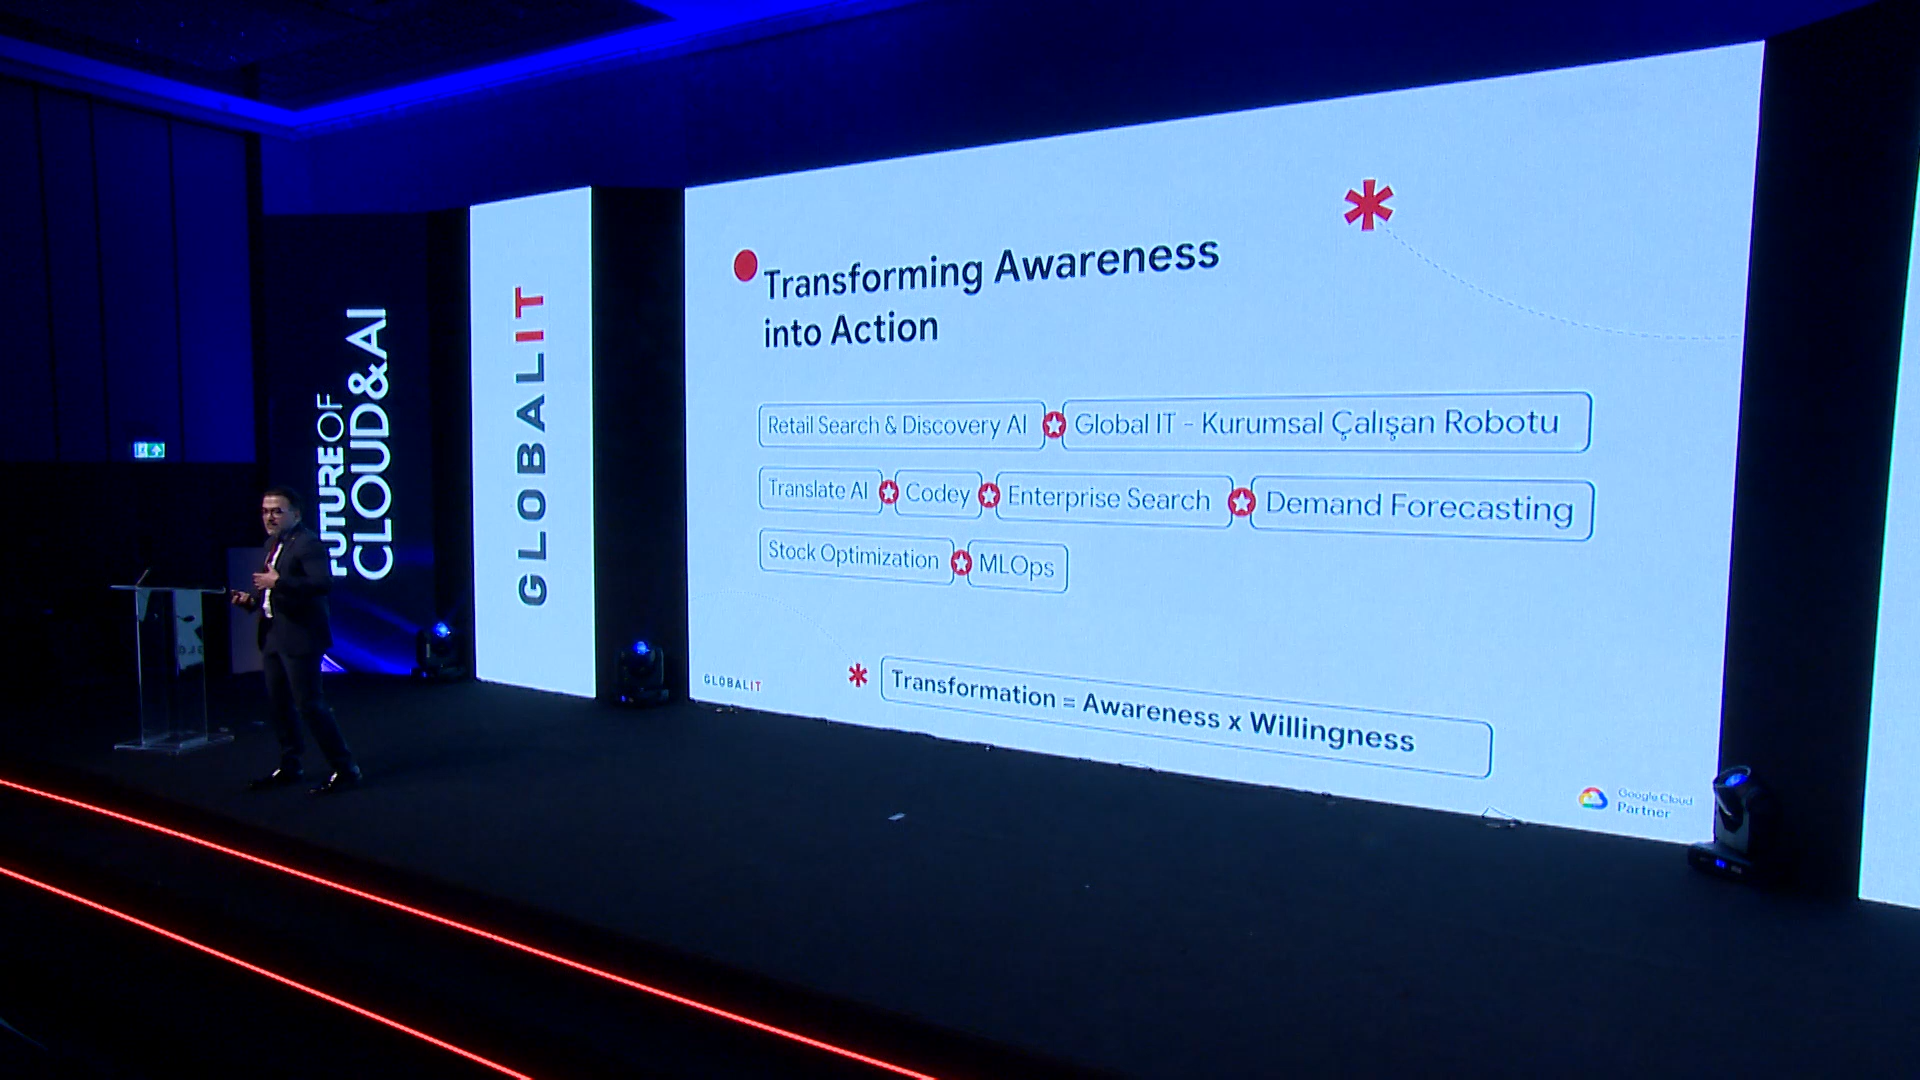 FUTURE OF
CLOUD&AI
GLOBALIT
Transforming Awareness
into Action
Retail Search & Discovery AI Global IT - Kurumsal Çalışan Robotu
Translate AI Codey Enterprise Search Demand Forecasting
Stock Optimization MLOps
* Transformation = Awareness x Willingness
GLOBALIT
Google Cloud
Partner